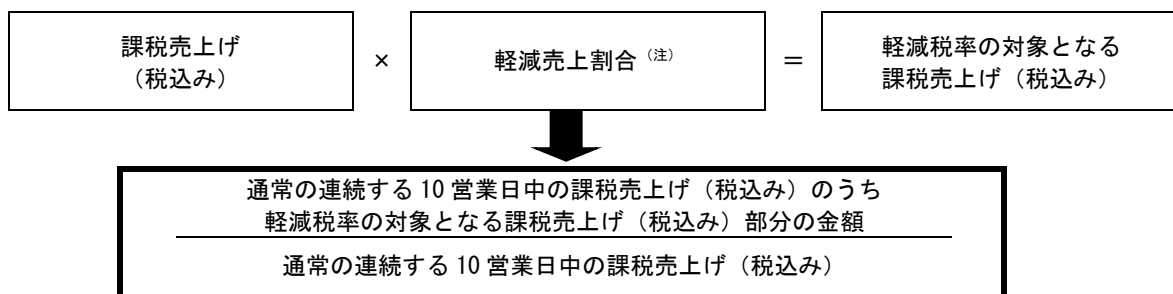 課税売上げ
（税込み）
×
軽減売上割合（注）
＝
軽減税率の対象となる
課税売上げ（税込み）
通常の連続する 10 営業日中の課税売上げ（税込み）のうち
軽減税率の対象となる課税売上げ（税込み）部分の金額
通常の連続する 10 営業日中の課税売上げ（税込み）